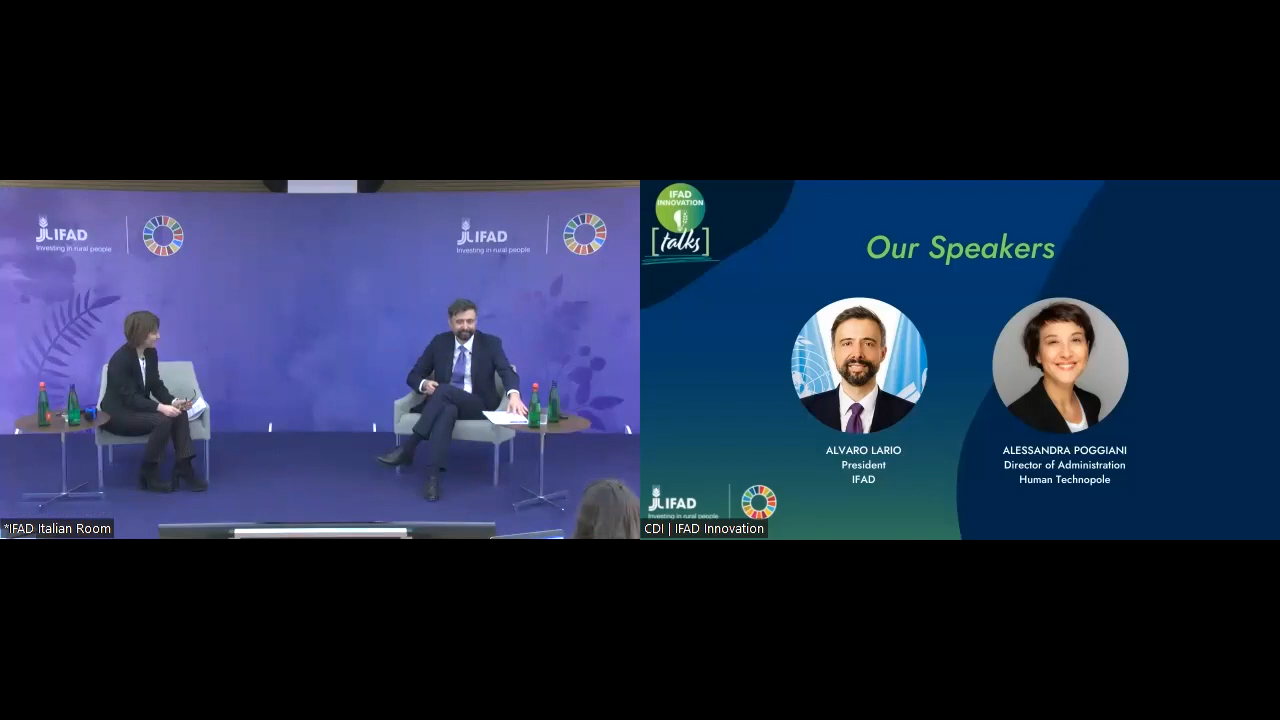 IFAD
Investing in rural people
IFAD
Investing in rural people
*IFAD Italian Room
IFAD
INNOVATION
[talks]
Our Speakers
ALVARO LARIO
President
IFAD
ALESSANDRA POGGIANI
Director of Administration
Human Technopole
IFAD
Investing in rural people
CDI | IFAD Innovation